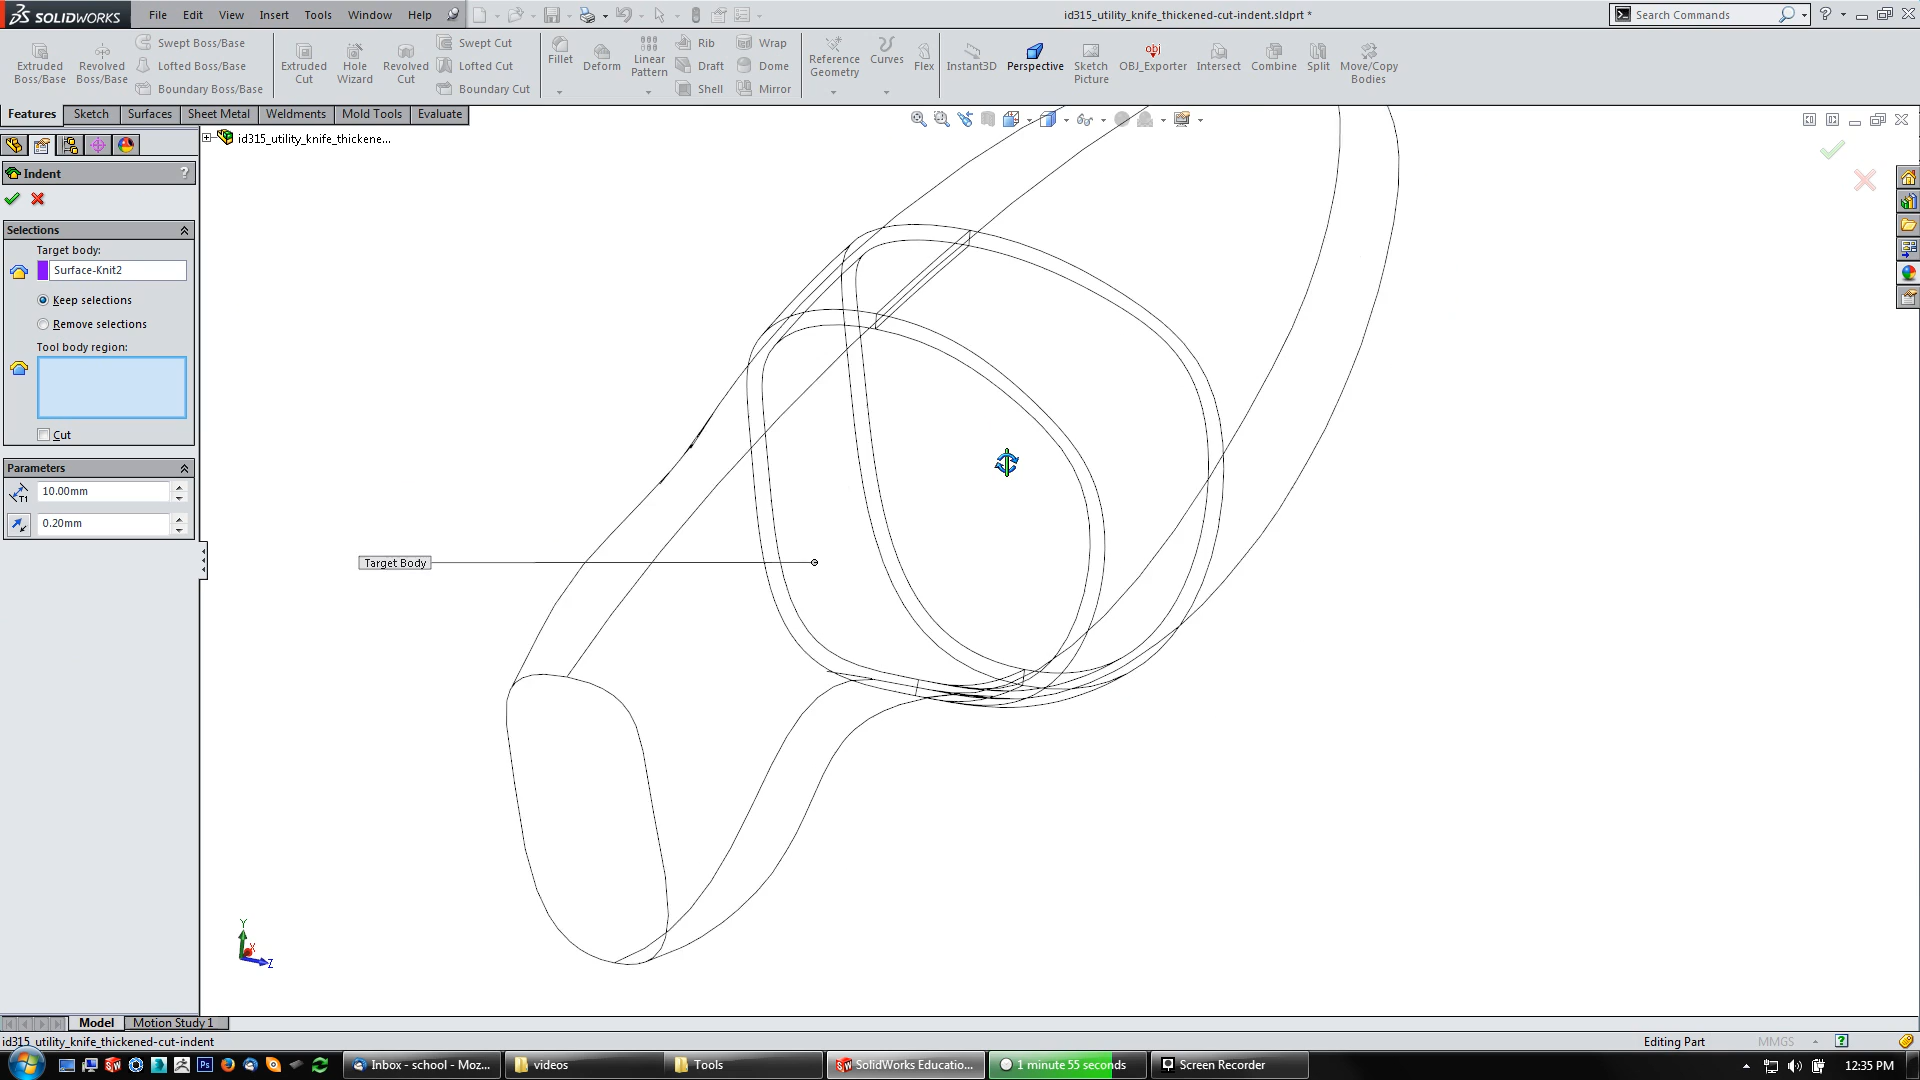 SOLIDWORKS File Edit View Insert Tools Window Help id315_utility_knife_thickened-cut-indent.sldprt * Search Commands ?
Extruded Boss/Base
Revolved Boss/Base
Swept Boss/Base
Lofted Boss/Base
Boundary Boss/Base
Extruded Cut
Hole Wizard
Revolved Cut
Swept Cut
Lofted Cut
Boundary Cut
Fillet
Deform
Linear Pattern
Rib
Draft
Shell
Wrap
Dome
Mirror
Reference Geometry
Curves
Flex
Instant3D
Perspective
Sketch Picture
obj
OBJ_Exporter
Intersect
Combine
Split
Move/Copy Bodies
Features Sketch Surfaces Sheet Metal Weldments Mold Tools Evaluate
id315_utility_knife_thickene...
Indent ?
Selections
Target body:
Surface-Knit2
Keep selections
Remove selections
Tool body region:
Cut
Parameters
T1 10.00mm
0.20mm
Target Body
Y
X
Z
Model Motion Study 1
id315_utility_knife_thickened-cut-indent Editing Part MMGS ?
Inbox - school - Moz... videos Tools SolidWorks Educatio... 1 minute 55 seconds Screen Recorder 12:35 PM